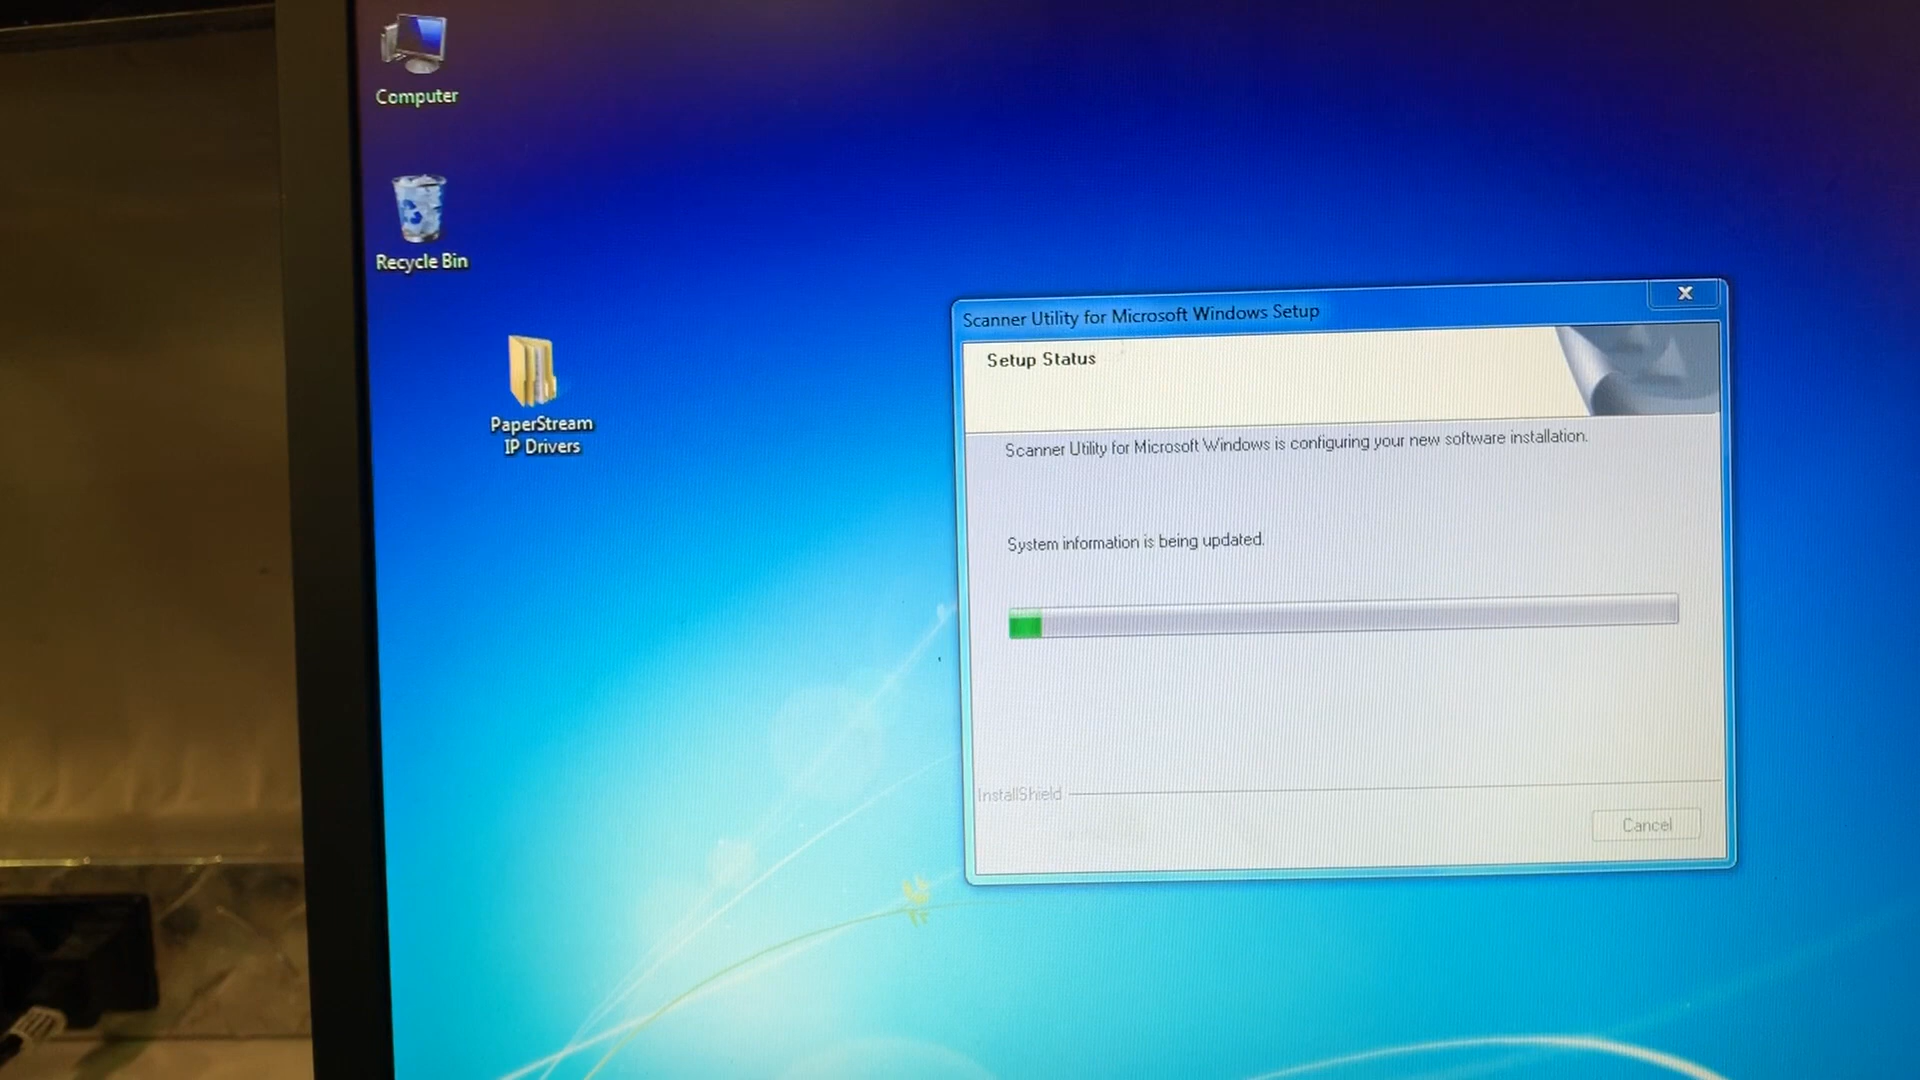 Computer
Recycle Bin
PaperStream
IP Drivers
Scanner Utility for Microsoft Windows Setup
Setup Status
Scanner Utility for Microsoft Windows is configuring your new software installation.
System information is being updated.
InstallShield
Cancel